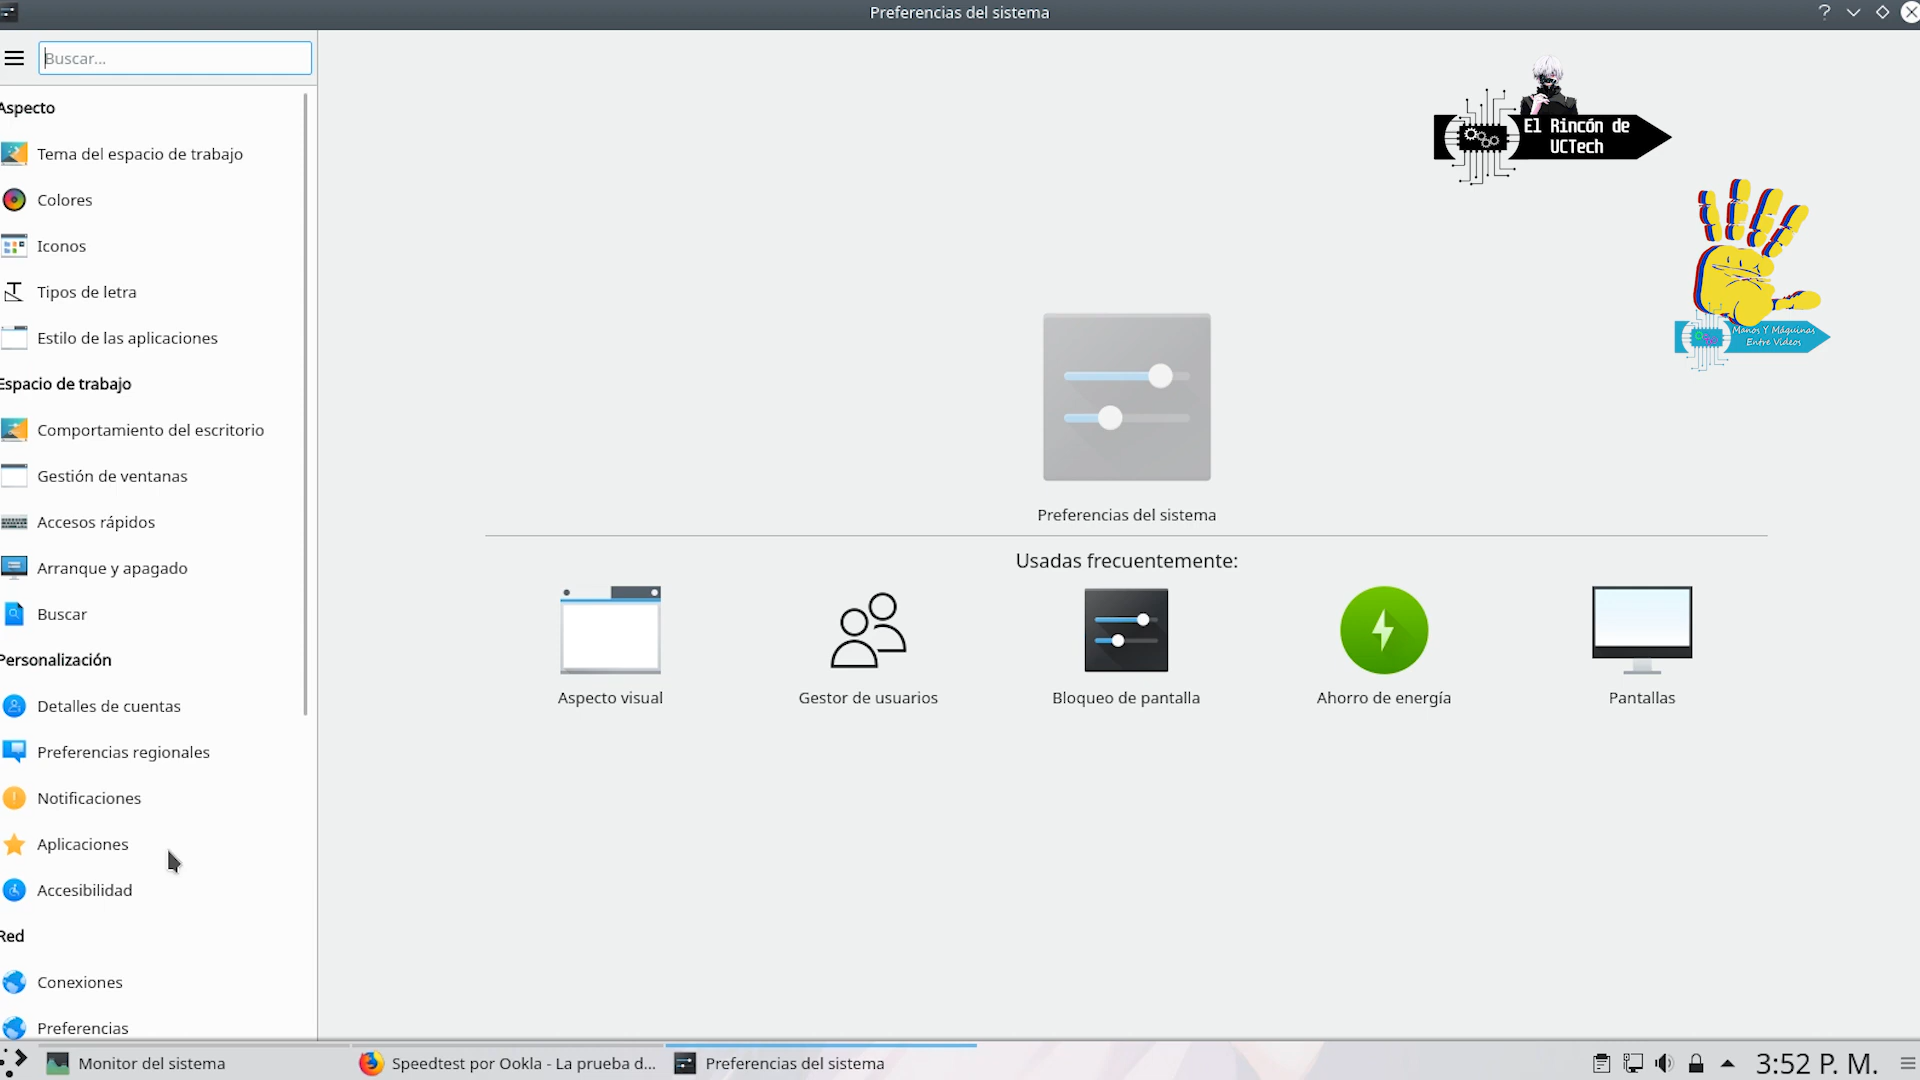 Preferencias del sistema
Buscar...
Aspecto
Tema del espacio de trabajo
Colores
Iconos
Tipos de letra
Estilo de las aplicaciones
Espacio de trabajo
Comportamiento del escritorio
Gestión de ventanas
Accesos rápidos
Arranque y apagado
Buscar
Personalización
Detalles de cuentas
Preferencias regionales
Notificaciones
Aplicaciones
Accesibilidad
Red
Conexiones
Preferencias
El Rincón de
UCTech
Manos Y Máquinas
Entre Videos
Preferencias del sistema
Usadas frecuentemente:
Aspecto visual
Gestor de usuarios
Bloqueo de pantalla
Ahorro de energía
Pantallas
Monitor del sistema
Speedtest por Ookla - La prueba d...
Preferencias del sistema
3:52 P. M.